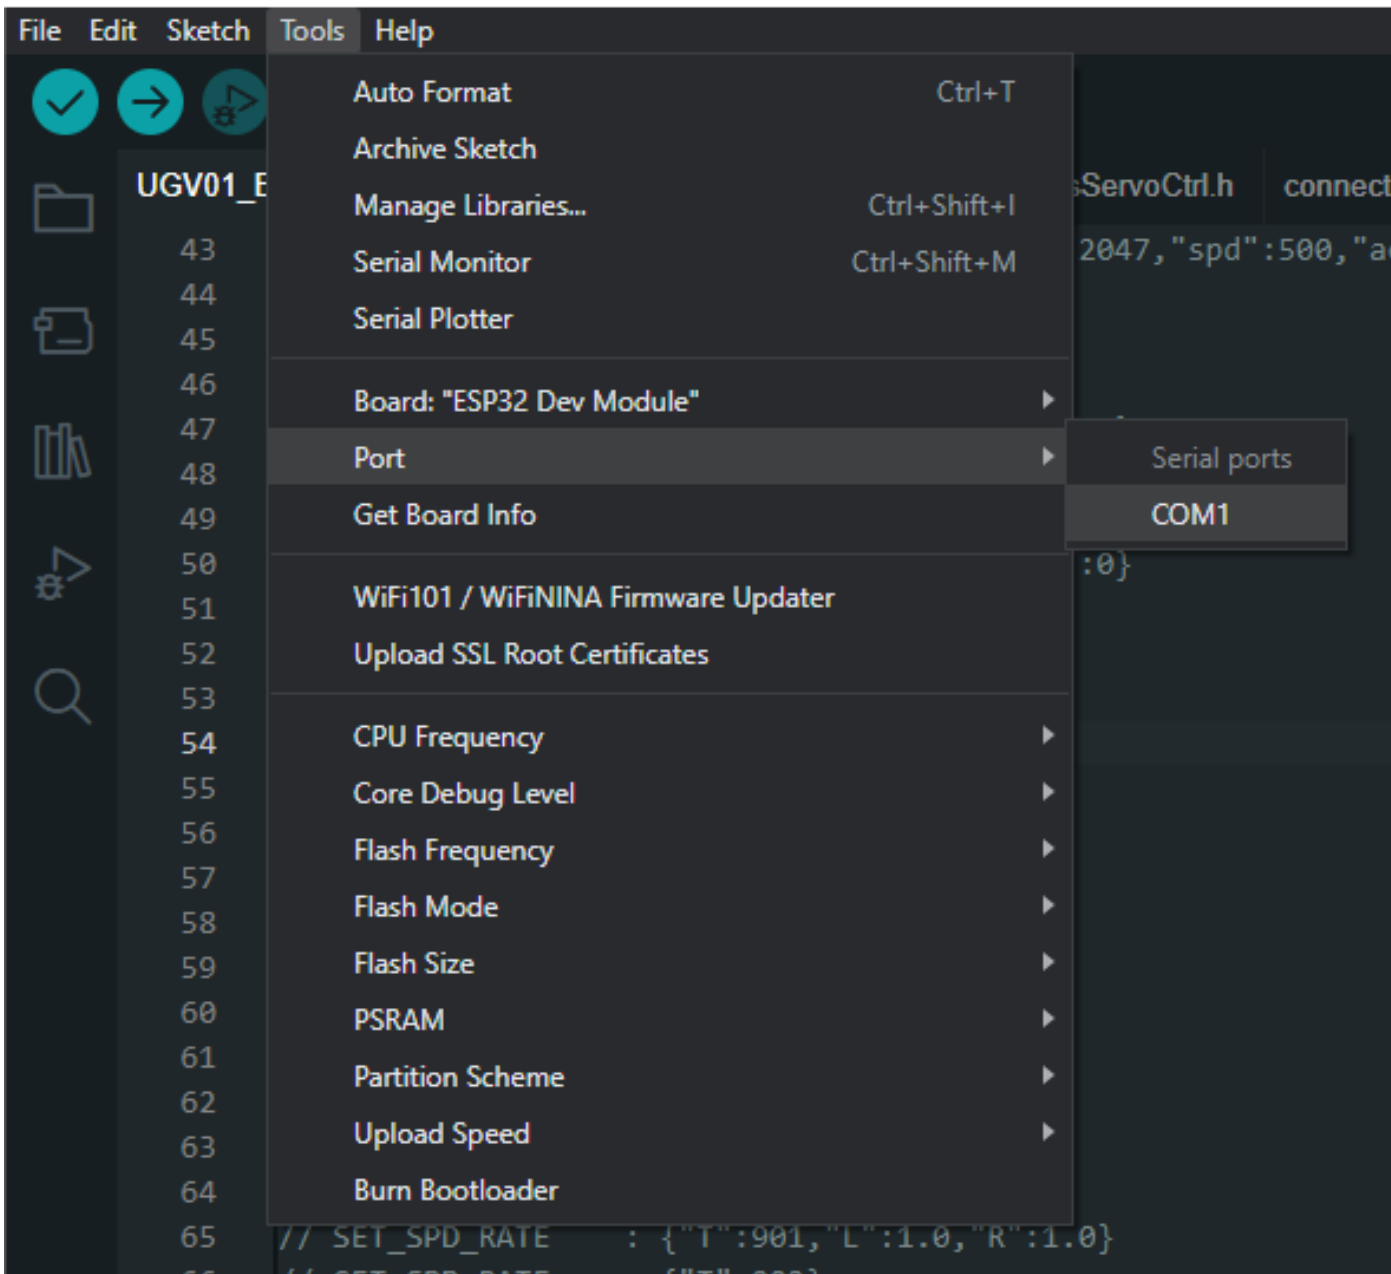 File Edit Sketch Tools Help
Auto Format Ctrl+T
Archive Sketch
UGV01_ sServoCtrl.h connect
Manage Libraries... Ctrl+Shift+I
43 2047,"spd":500,"a
Serial Monitor Ctrl+Shift+M
44
Serial Plotter
45
46
Board: "ESP32 Dev Module"
47
Port Serial ports
48
Get Board Info COM1
49
50 :0}
WiFi101 / WiFiNINA Firmware Updater
51
Upload SSL Root Certificates
52
53
CPU Frequency
54
Core Debug Level
55
56
Flash Frequency
57
Flash Mode
58
Flash Size
59
60
PSRAM
61
Partition Scheme
62
Upload Speed
63
Burn Bootloader
64
65 // SET_SPD_RATE : {"T":901,"L":1.0,"R":1.0}